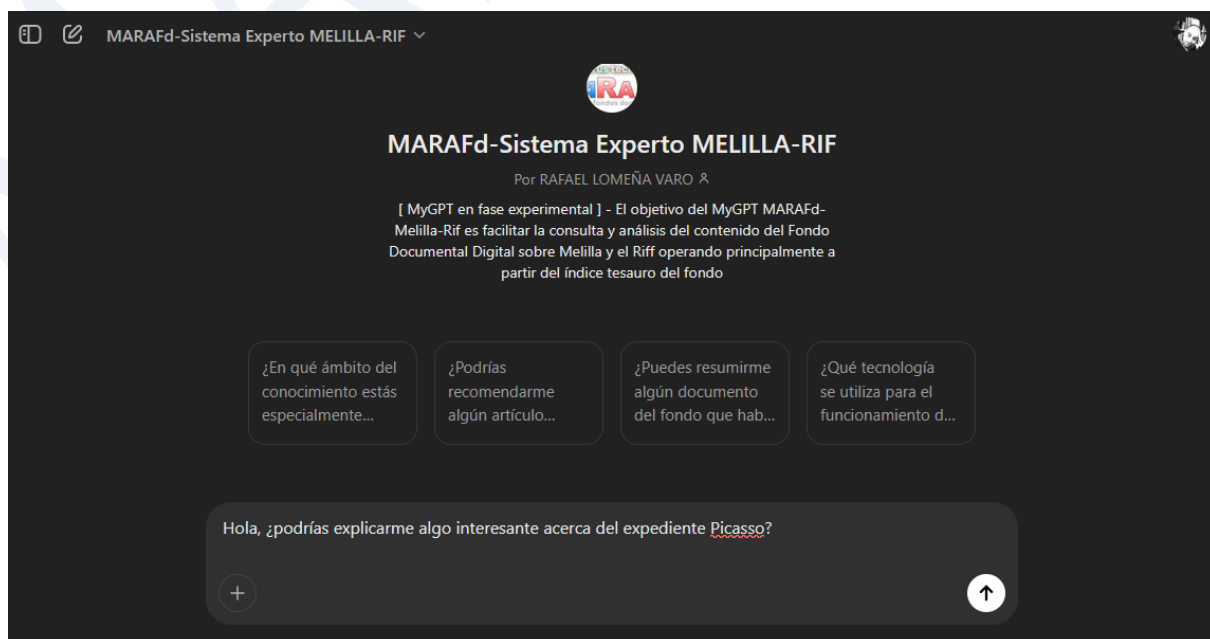 MARAFd-Sistema Experto MELILLA-RIF
RA
MARAFd-Sistema Experto MELILLA-RIF
Por RAFAEL LOMEÑA VARO
[ MyGPT en fase experimental ] - El objetivo del MyGPT MARAFd-
Melilla-Rif es facilitar la consulta y análisis del contenido del Fondo
Documental Digital sobre Melilla y el Riff operando principalmente a
partir del índice tesauro del fondo
¿En qué ámbito del
conocimiento estás
especialmente...
¿Podrías
recomendarme
algún artículo...
¿Puedes resumirme
algún documento
del fondo que hab...
¿Qué tecnología
se utiliza para el
funcionamiento d...
Hola, ¿podrías explicarme algo interesante acerca del expediente Picasso?